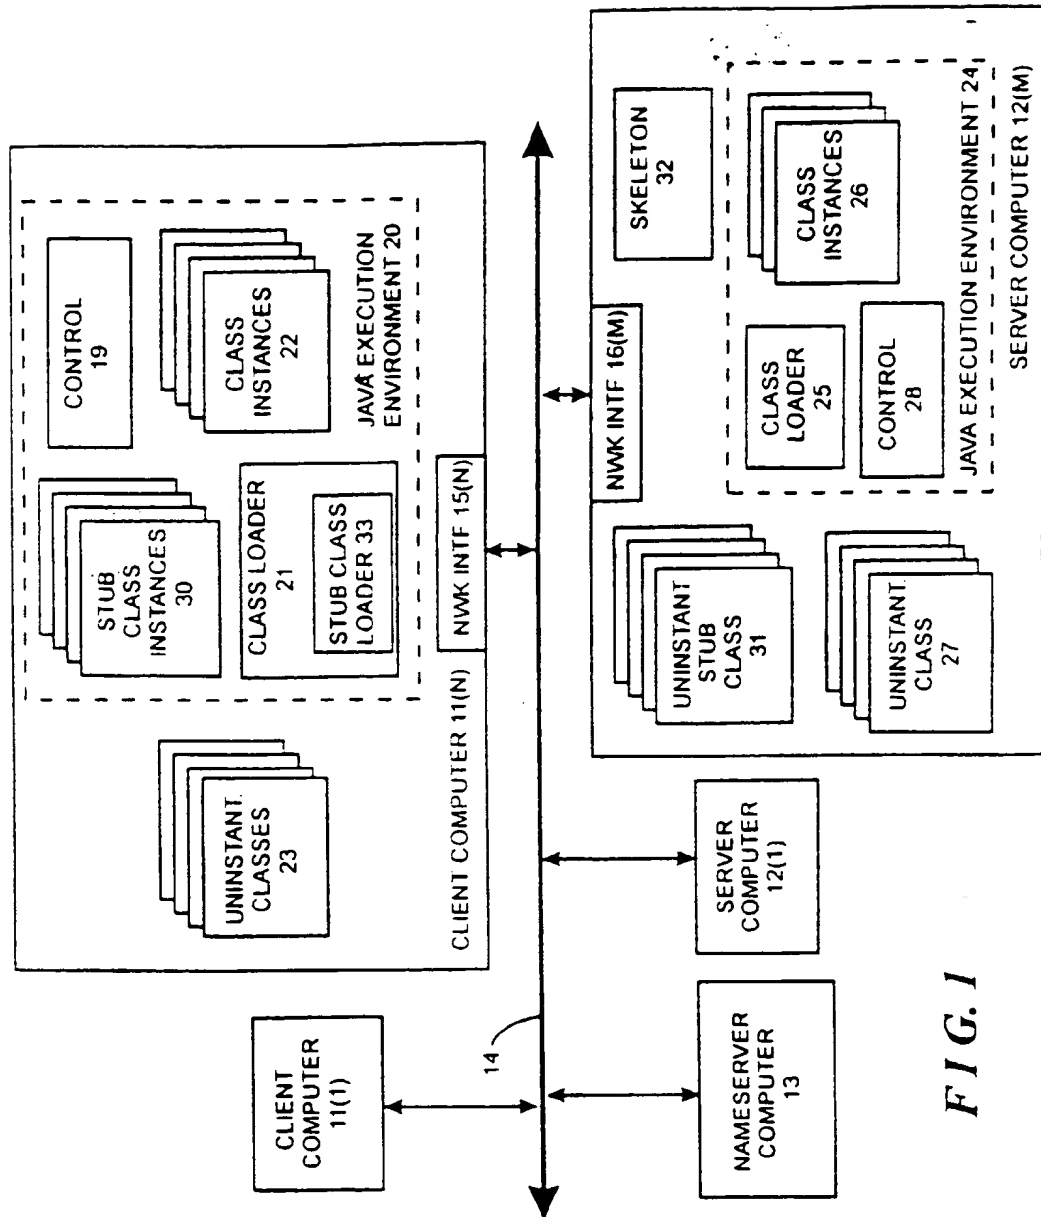 CLIENT
COMPUTER
11(1)
UNINSTANT.
CLASSES
23
STUB
CLASS
INSTANCES
30
CONTROL
19
CLASS LOADER
21
STUB CLASS
LOADER 33
CLASS
INSTANCES
22
JAVA EXECUTION
ENVIRONMENT 20
CLIENT COMPUTER 11(N)
NWK INTF 15(N)
14
NAMESERVER
COMPUTER
13
SERVER
COMPUTER
12(1)
NWK INTF 16(M)
UNINSTANT
STUB
CLASS
31
SKELETON
32
CLASS
LOADER
25
CLASS
INSTANCES
26
UNINSTANT.
CLASS
27
CONTROL
28
JAVA EXECUTION ENVIRONMENT 24
SERVER COMPUTER 12(M)
FIG. 1